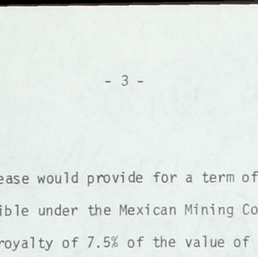 - 3 -
ease would provide for a term of
ible under the Mexican Mining Co
royalty of 7.5% of the value of